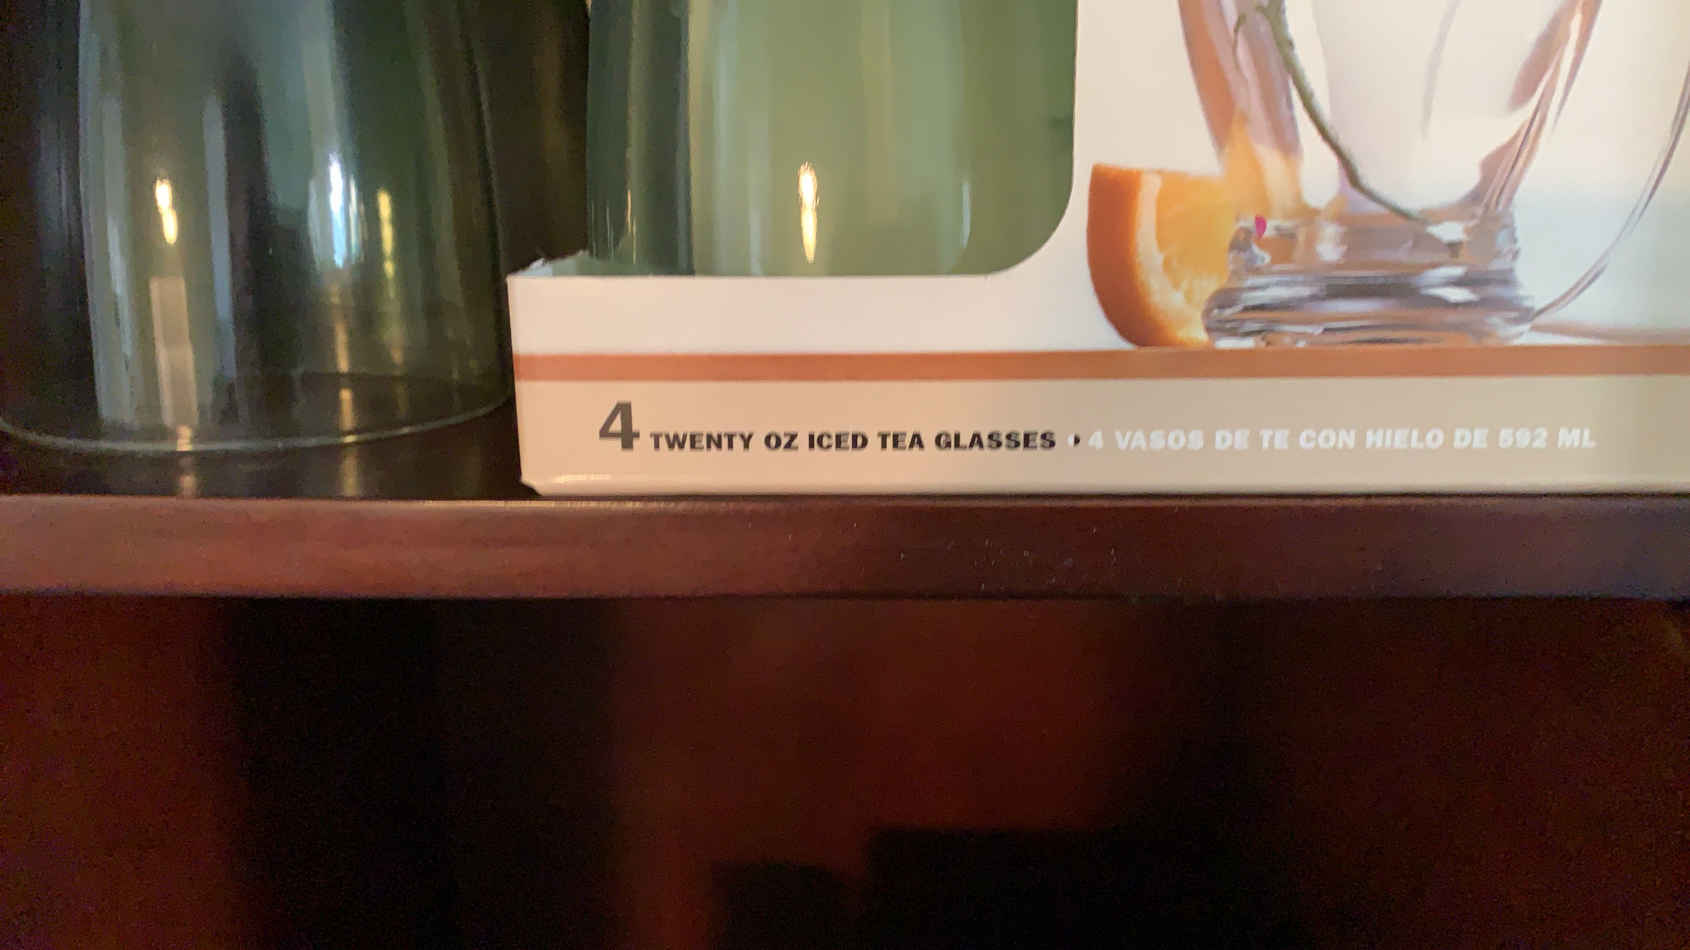 4 TWENTY OZ ICED TEA GLASSES • 4 VASOS DE TE CON HIELO DE 592 ML